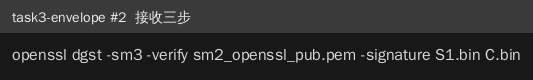 task3-envelope #2 接收三步
openssl dgst -sm3 -verify sm2_openssl_pub.pem -signature S1.bin C.bin